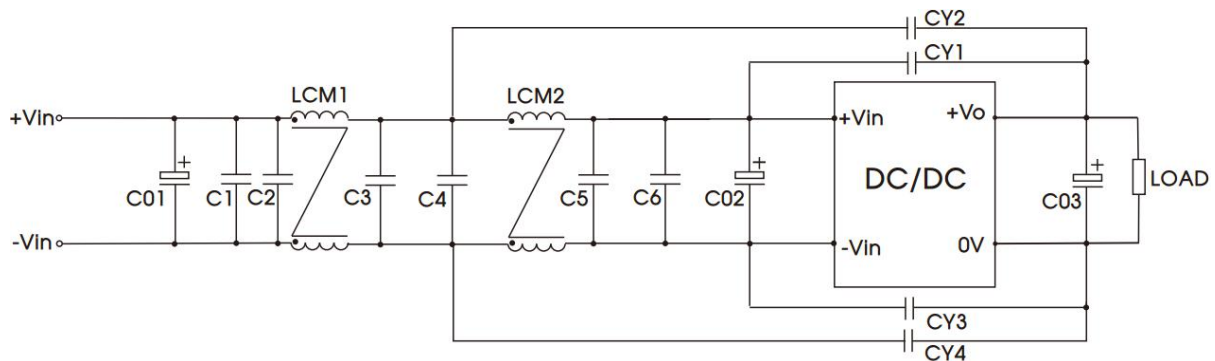 CY2
CY1
LCM1
LCM2
+Vin
+Vin
+Vo
+
+
+
DC/DC
C01
C1
C2
C3
C4
C5
C6
C02
C03
LOAD
-Vin
-Vin
0V
CY3
CY4